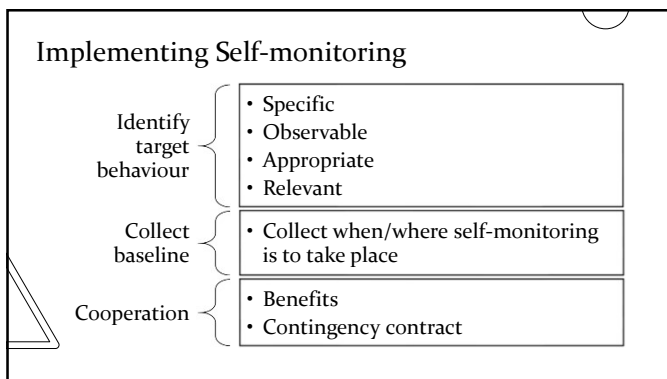 Implementing Self-monitoring
Identify
target
behaviour
• Specific
• Observable
• Appropriate
• Relevant
Collect
baseline
• Collect when/where self-monitoring
is to take place
Cooperation
• Benefits
• Contingency contract